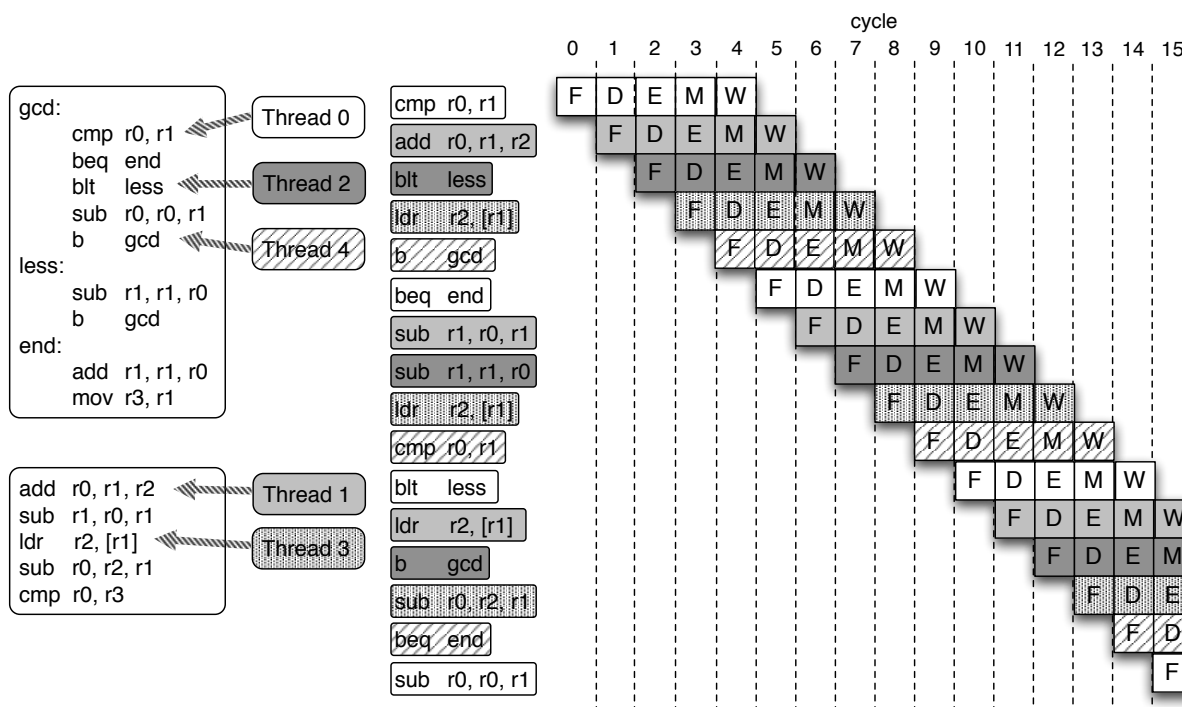 cycle
0 1 2 3 4 5 6 7 8 9 10 11 12 13 14 15
gcd:
cmp r0, r1
beq end
blt less
sub r0, r0, r1
b gcd
less:
sub r1, r1, r0
b gcd
end:
add r1, r1, r0
mov r3, r1
Thread 0
Thread 2
Thread 4
add r0, r1, r2
sub r1, r0, r1
ldr r2, [r1]
sub r0, r2, r1
cmp r0, r3
Thread 1
Thread 3
cmp r0, r1 F D E M W
add r0, r1, r2 F D E M W
blt less F D E M W
ldr r2, [r1] F D E M W
b gcd F D E M W
beq end F D E M W
sub r1, r0, r1 F D E M W
sub r1, r1, r0 F D E M W
ldr r2, [r1] F D E M W
cmp r0, r1 F D E M W
blt less F D E M W
ldr r2, [r1] F D E M W
b gcd F D E M
sub r0, r2, r1 F D E
beq end F D
sub r0, r0, r1 F